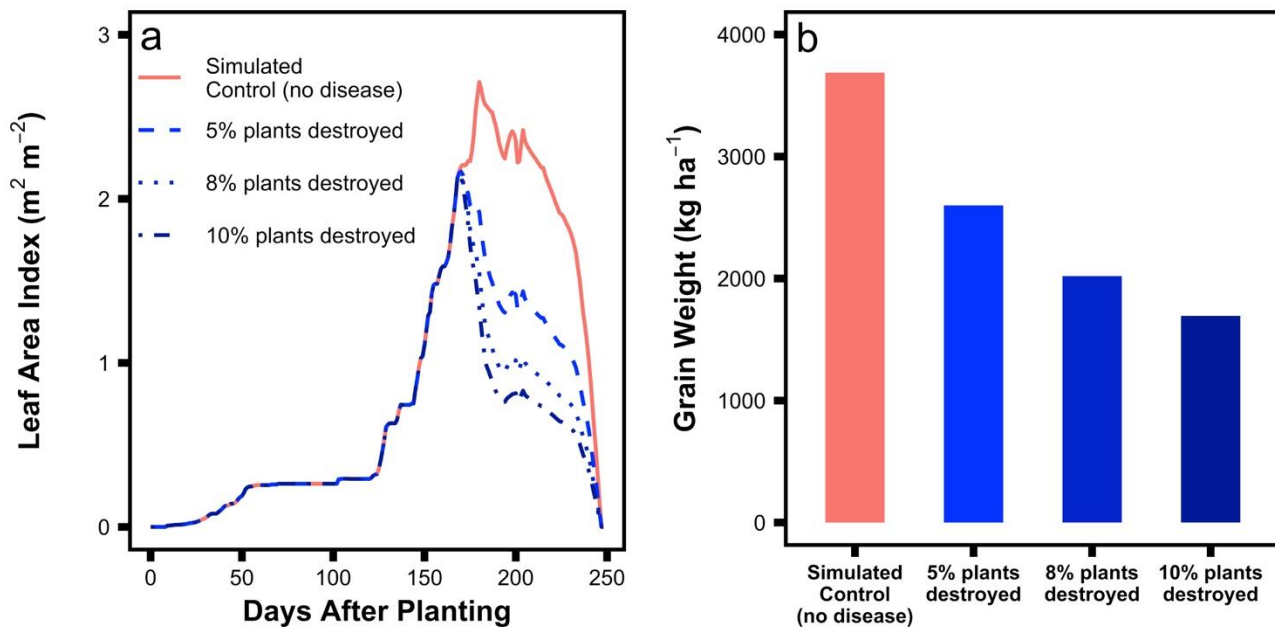 a
Leaf Area Index (m² m⁻²)
3
2
1
0
Simulated
Control (no disease)
5% plants destroyed
8% plants destroyed
10% plants destroyed
0 50 100 150 200 250
Days After Planting
b
Grain Weight (kg ha⁻¹)
4000
3000
2000
1000
0
Simulated
Control
(no disease)
5% plants
destroyed
8% plants
destroyed
10% plants
destroyed